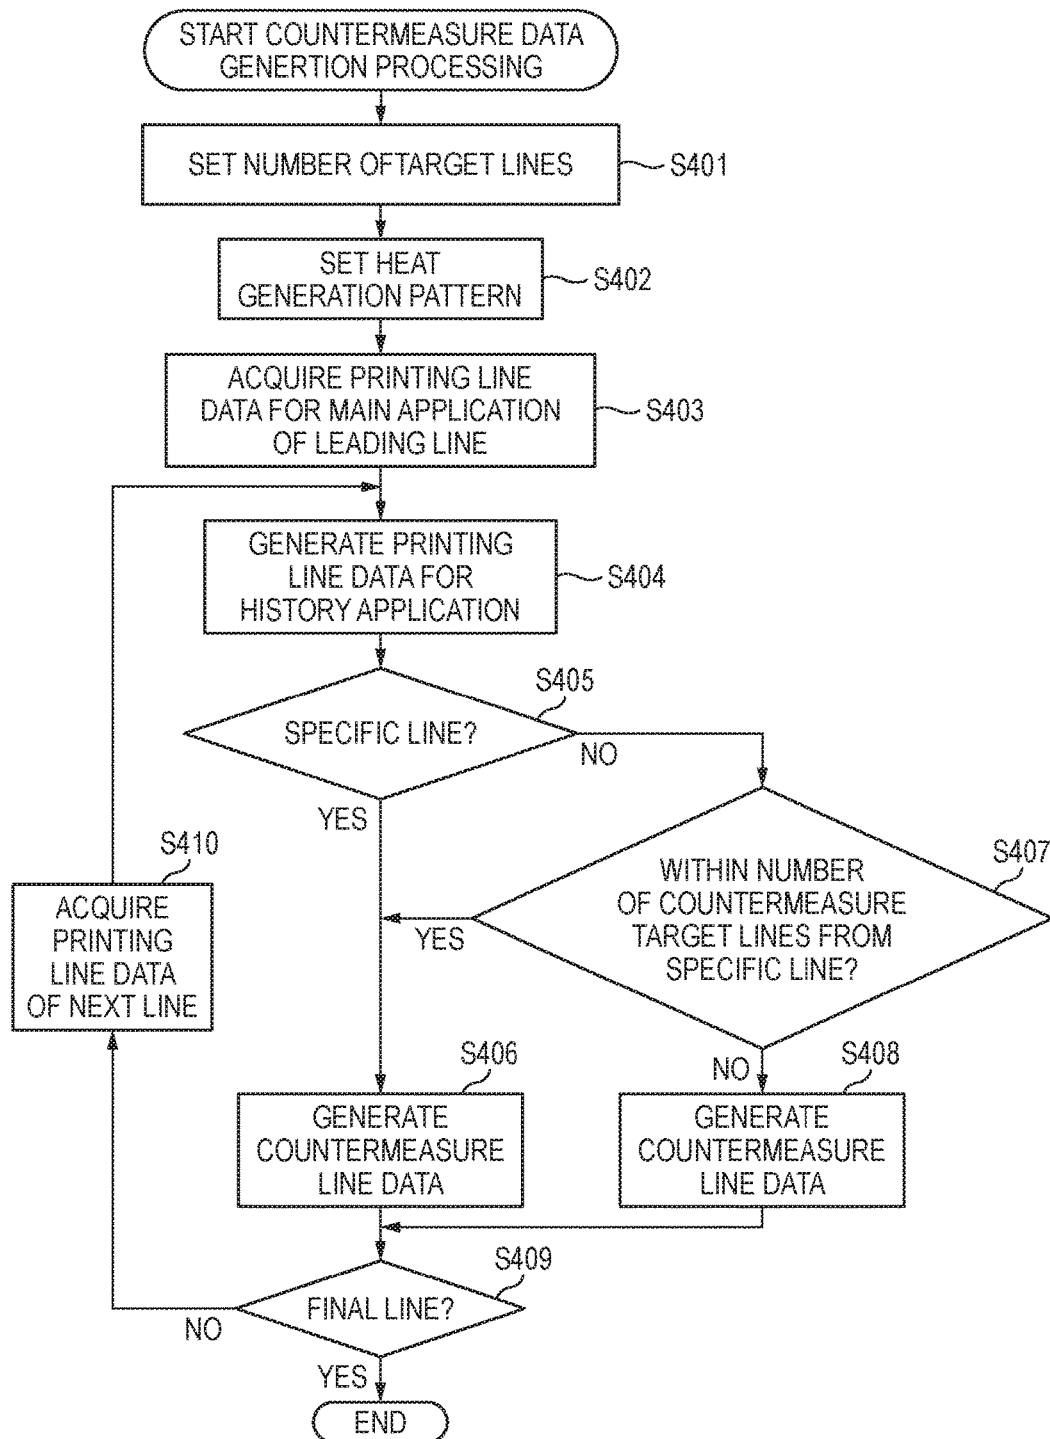 START COUNTERMEASURE DATA
GENERTION PROCESSING
SET NUMBER OFTARGET LINES
S401
SET HEAT
GENERATION PATTERN
S402
ACQUIRE PRINTING LINE
DATA FOR MAIN APPLICATION
OF LEADING LINE
S403
GENERATE PRINTING
LINE DATA FOR
HISTORY APPLICATION
S404
S405
SPECIFIC LINE?
NO
YES
S407
WITHIN NUMBER
OF COUNTERMEASURE
TARGET LINES FROM
SPECIFIC LINE?
YES
NO
S410
ACQUIRE
PRINTING
LINE DATA
OF NEXT LINE
S406
GENERATE
COUNTERMEASURE
LINE DATA
S408
GENERATE
COUNTERMEASURE
LINE DATA
S409
FINAL LINE?
NO
YES
END